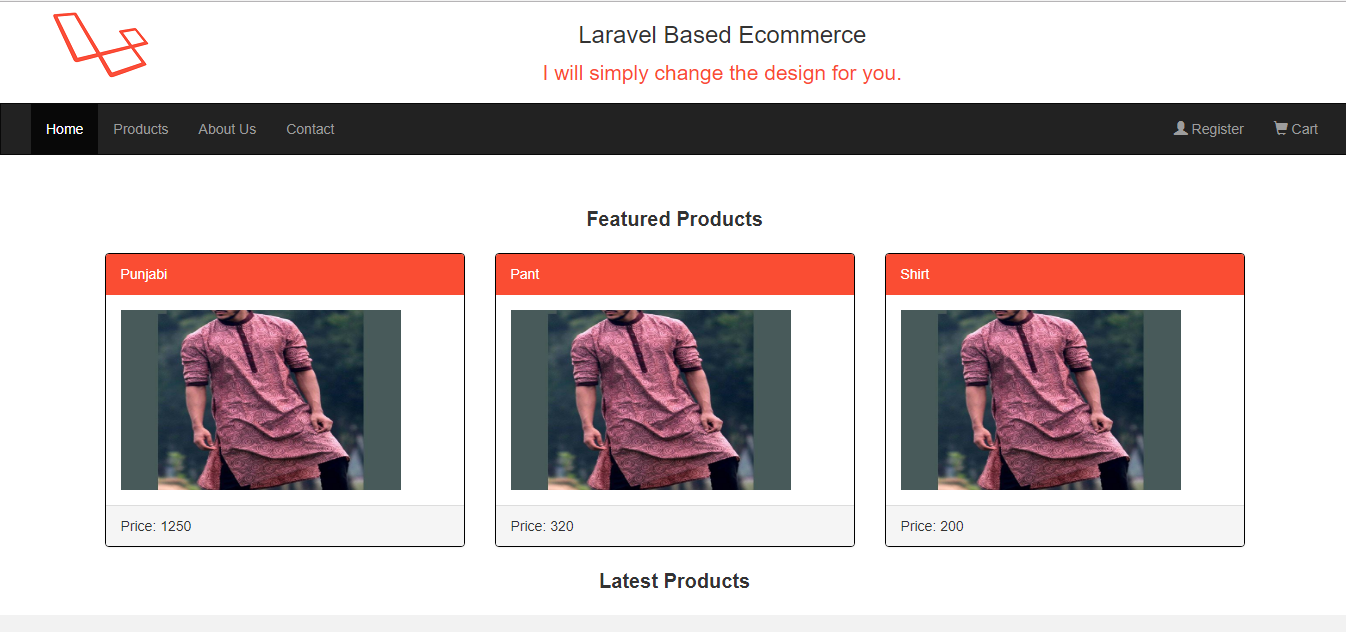 Laravel Based Ecommerce
I will simply change the design for you.
Home Products About Us Contact Register Cart
Featured Products
Punjabi Pant Shirt
Price: 1250 Price: 320 Price: 200
Latest Products